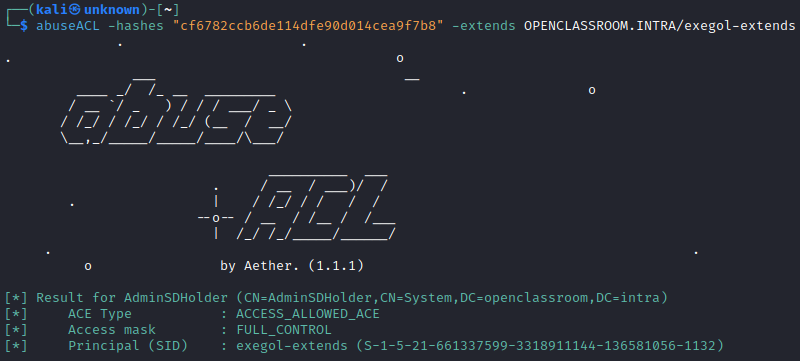 (kali㉿unknown)-[~]
$ abuseACL -hashes "cf6782ccb6de114dfe90d014cea9f7b8" -extends OPENCLASSROOM.INTRA/exegol-extends
abuse
ACL
by Aether. (1.1.1)
[*] Result for AdminSDHolder (CN=AdminSDHolder,CN=System,DC=openclassroom,DC=intra)
[*] ACE Type : ACCESS_ALLOWED_ACE
[*] Access mask : FULL_CONTROL
[*] Principal (SID) : exegol-extends (S-1-5-21-661337599-3318911144-136581056-1132)